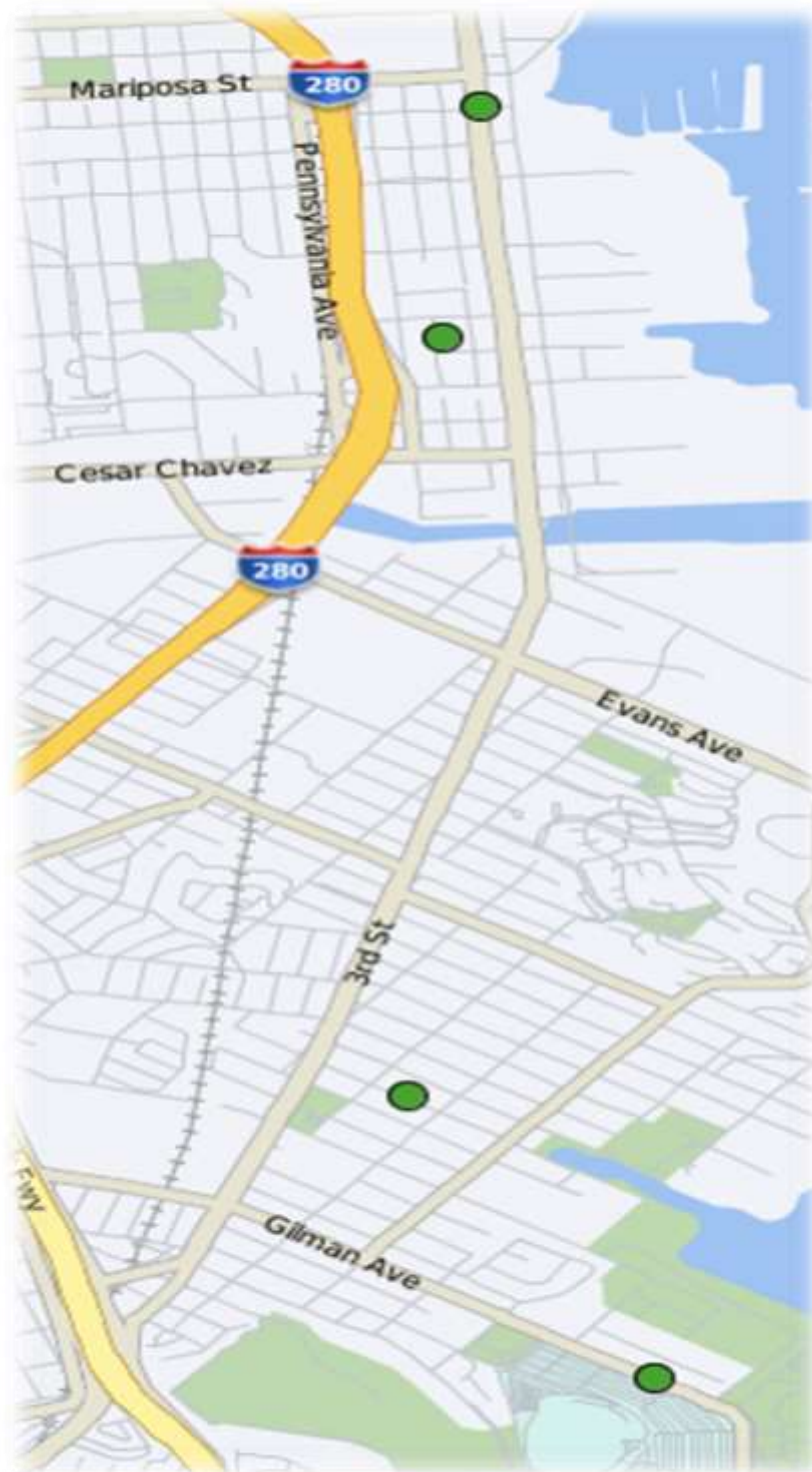 Mariposa St
280
Pennsylvania Ave
Cesar Chavez
280
Evans Ave
3rd St
Fwy
Gilman Ave